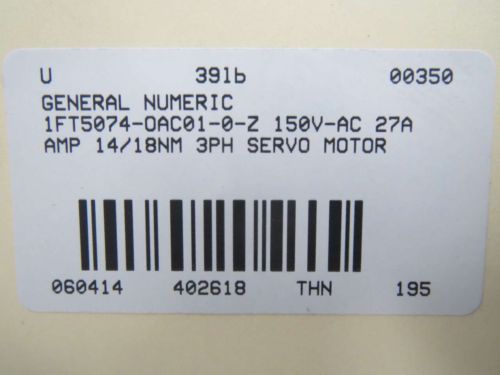 U 391b 00350
GENERAL NUMERIC
1FT5074-OAC01-0-Z 150V-AC 27A
AMP 14/18NM 3PH SERVO MOTOR
060414 402618 THN 195